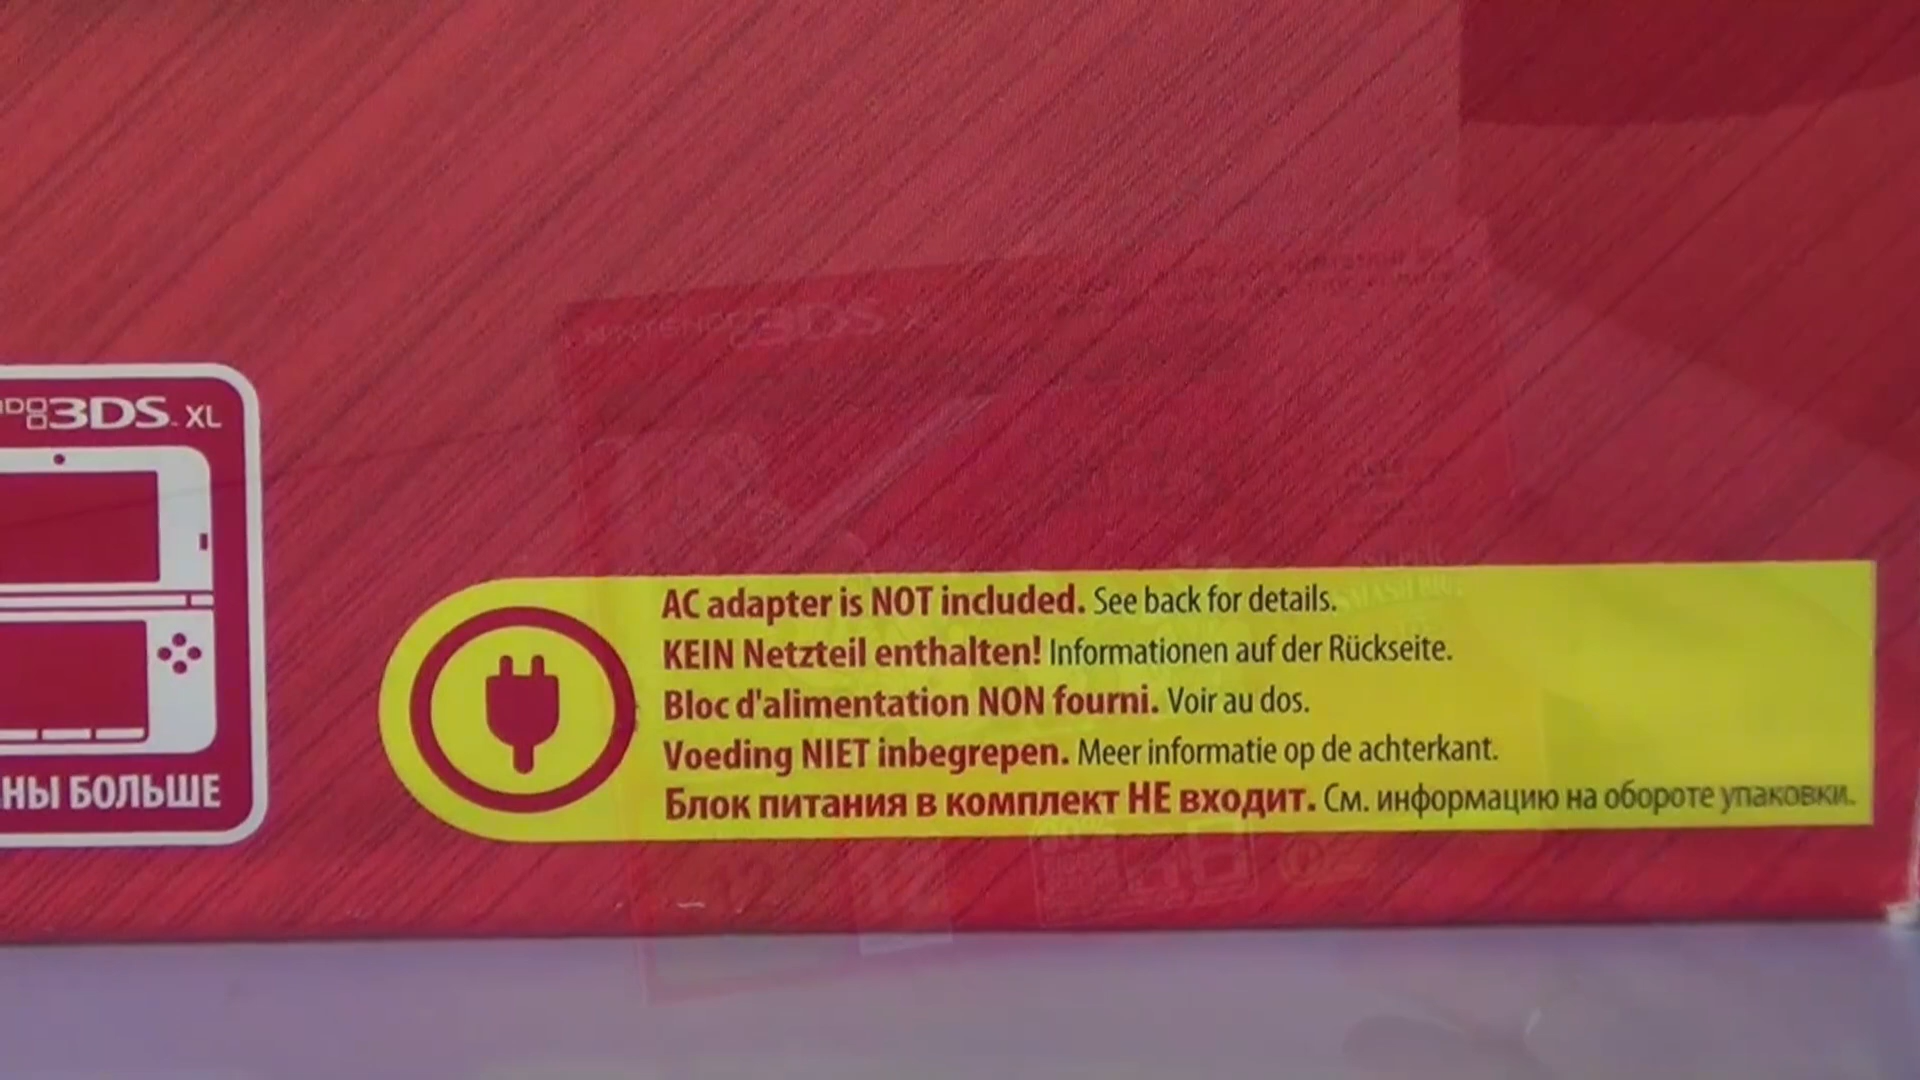 3DS XL
НЫ БОЛЬШЕ
AC adapter is NOT included. See back for details.
KEIN Netzteil enthalten! Informationen auf der Rückseite.
Bloc d'alimentation NON fourni. Voir au dos.
Voeding NIET inbegrepen. Meer informatie op de achterkant.
Блок питания в комплект НЕ входит. См. информацию на обороте упаковки.